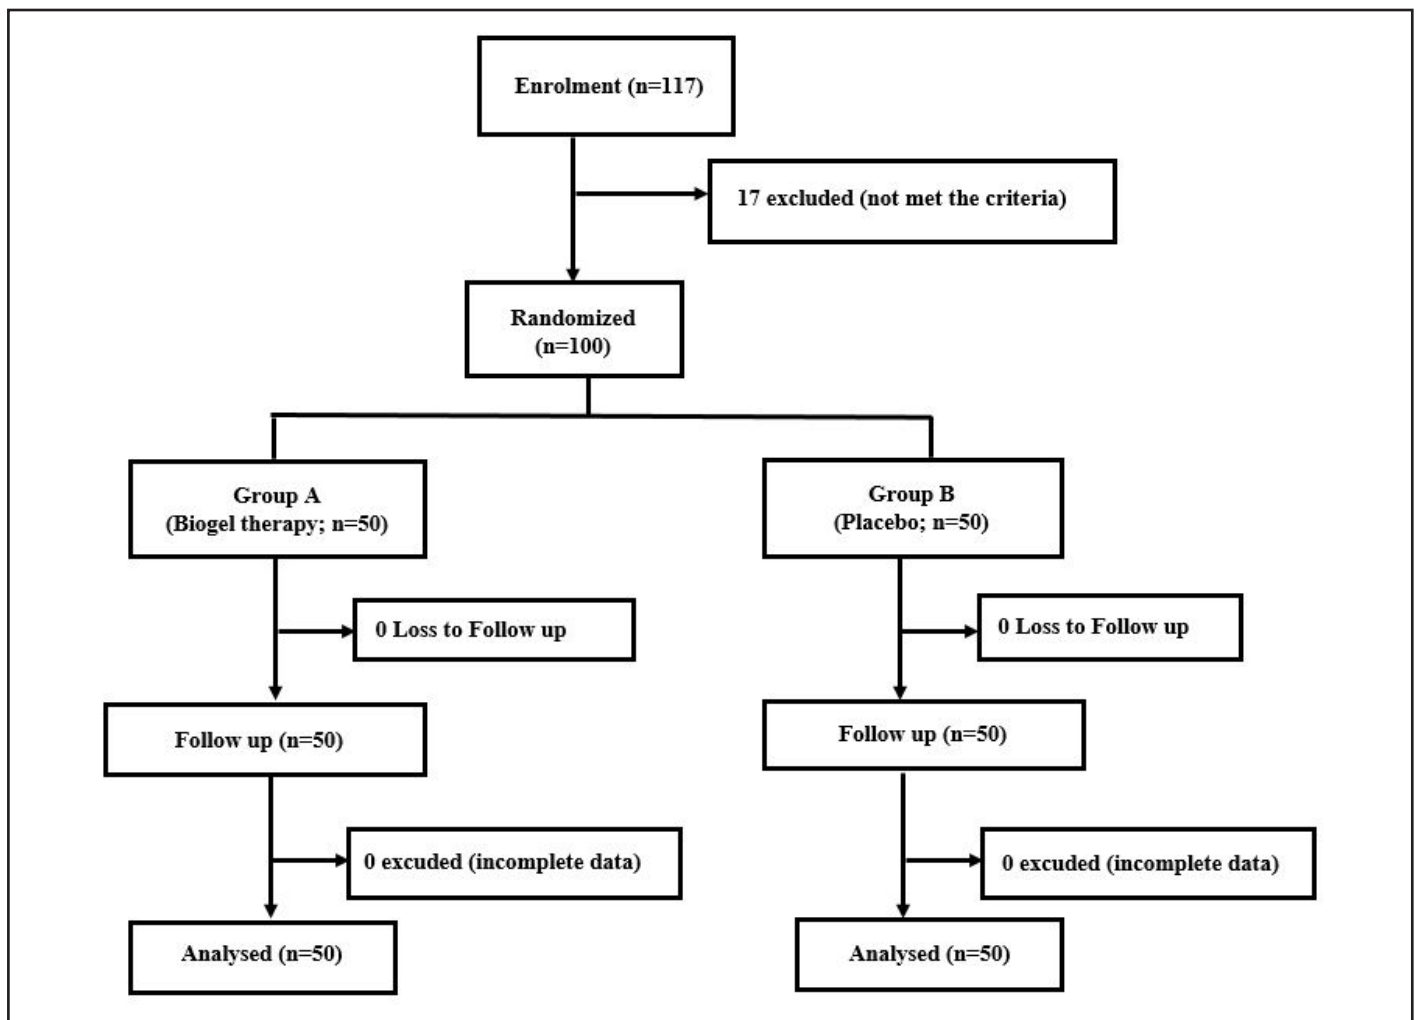 Enrolment (n=117)
17 excluded (not met the criteria)
Randomized
(n=100)
Group A
(Biogel therapy; n=50)
Group B
(Placebo; n=50)
0 Loss to Follow up
0 Loss to Follow up
Follow up (n=50)
Follow up (n=50)
0 excuded (incomplete data)
0 excuded (incomplete data)
Analysed (n=50)
Analysed (n=50)